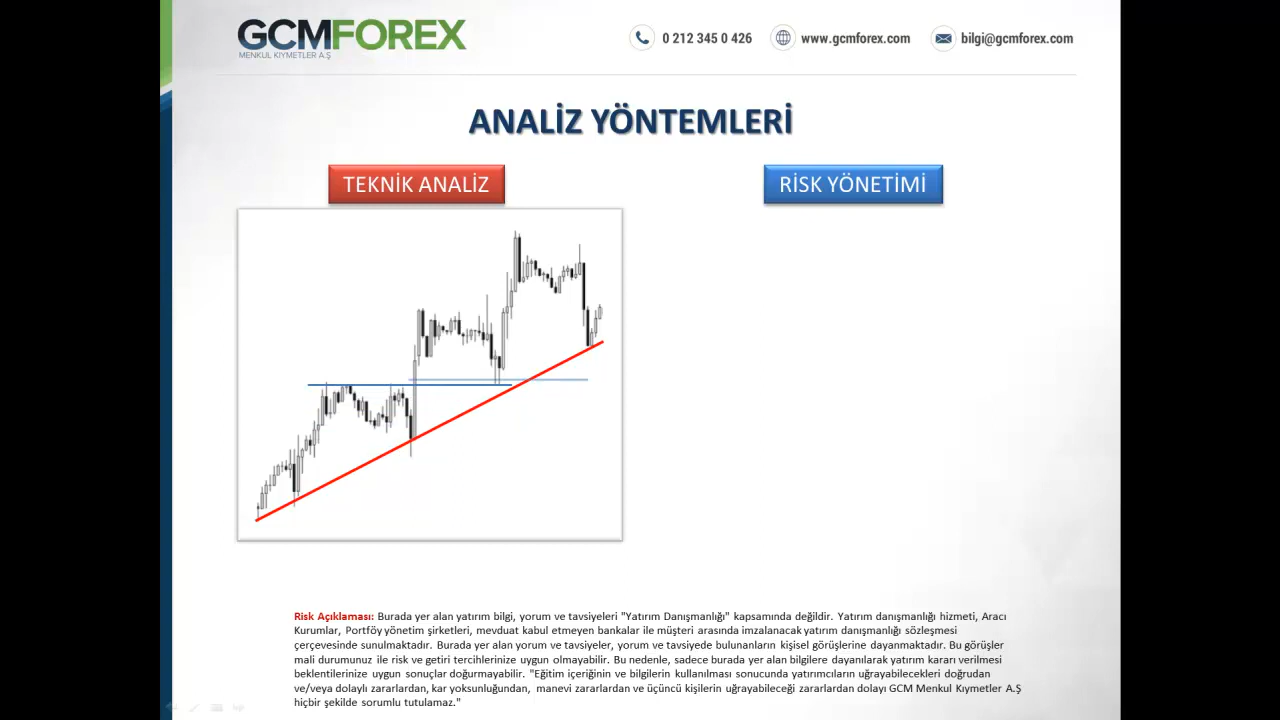 GCMFOREX
MENKUL KIYMETLER A.Ş
0 212 345 0 426
www.gcmforex.com
bilgi@gcmforex.com
ANALİZ YÖNTEMLERİ
TEKNİK ANALİZ
RİSK YÖNETİMİ
Risk Açıklaması: Burada yer alan yatırım bilgi, yorum ve tavsiyeleri "Yatırım Danışmanlığı" kapsamında değildir. Yatırım danışmanlığı hizmeti, Aracı
Kurumlar, Portföy yönetim şirketleri, mevduat kabul etmeyen bankalar ile müşteri arasında imzalanacak yatırım danışmanlığı sözleşmesi
çerçevesinde sunulmaktadır. Burada yer alan yorum ve tavsiyeler, yorum ve tavsiyede bulunanların kişisel görüşlerine dayanmaktadır. Bu görüşler
mali durumunuz ile risk ve getiri tercihlerinize uygun olmayabilir. Bu nedenle, sadece burada yer alan bilgilere dayanılarak yatırım kararı verilmesi
beklentilerinize uygun sonuçlar doğurmayabilir. "Eğitim içeriğinin ve bilgilerin kullanılması sonucunda yatırımcıların uğrayabilecekleri doğrudan
ve/veya dolaylı zararlardan, kar yoksunluğundan, manevi zararlardan ve üçüncü kişilerin uğrayabileceği zararlardan dolayı GCM Menkul Kıymetler A.Ş
hiçbir şekilde sorumlu tutulamaz."